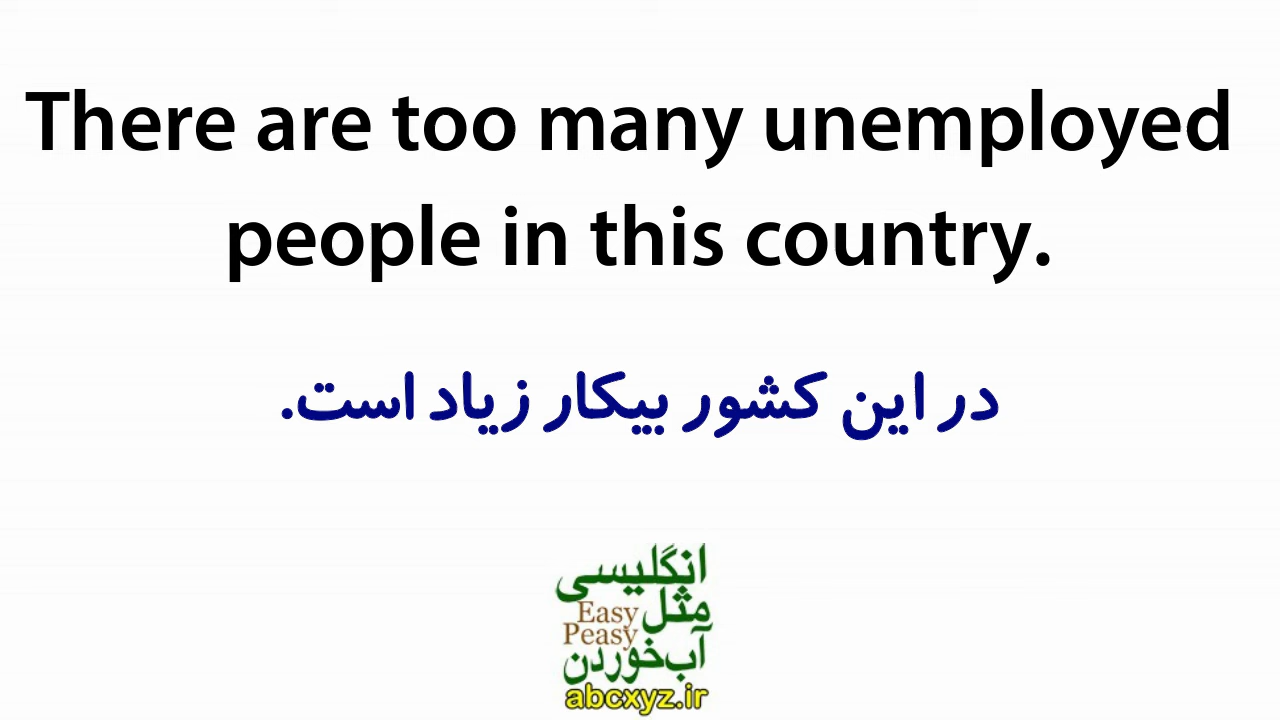 There are too many unemployed
people in this country.
در این کشور بیکار زیاد است.
انگلیسی
مثل
Easy
Peasy
آب‌خوردن
abcxyz.ir